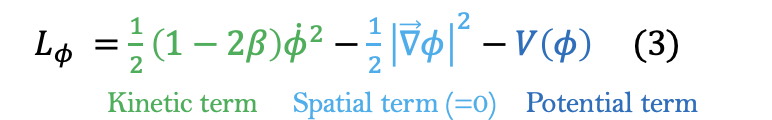 L_ϕ = 1/2 (1 − 2β)ϕ̇² − 1/2 |∇⃗ϕ|² − V(ϕ) (3)
Kinetic term Spatial term (=0) Potential term